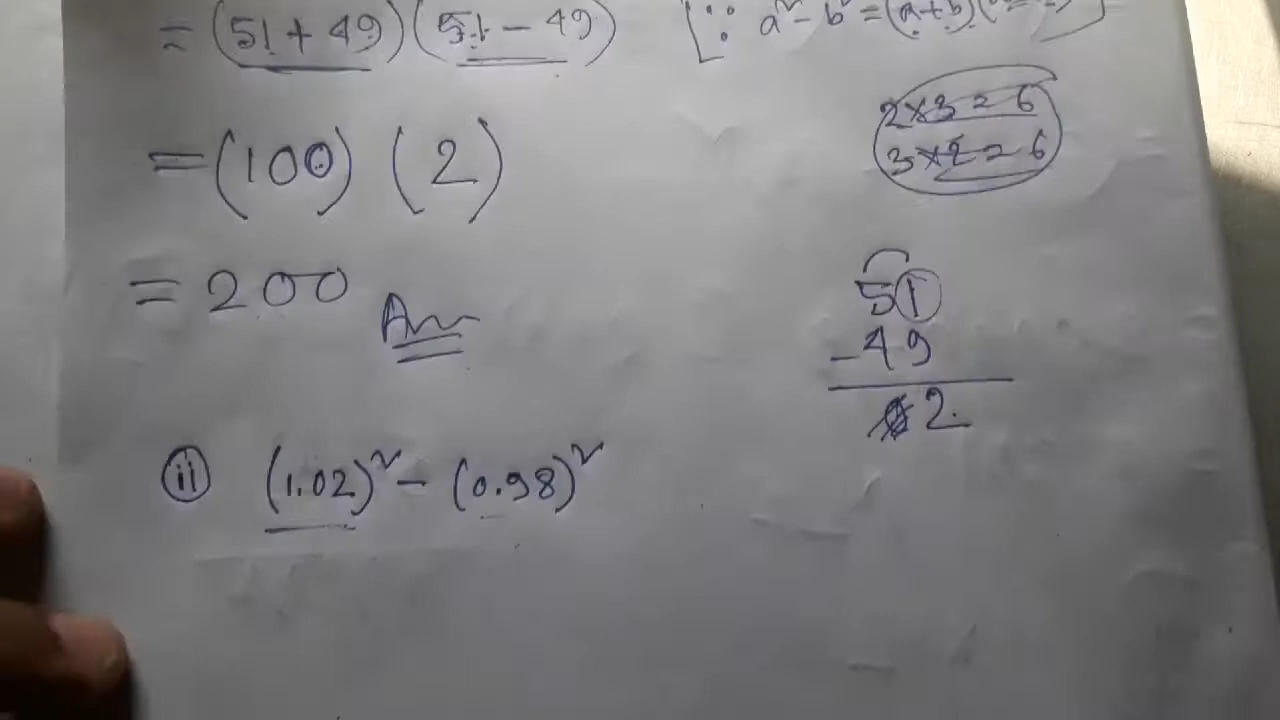 = (51 + 49) (51 - 49) [∵ a² - b² = (a + b)
2 × 3 = 6
3 × 2 = 6
= (100) (2)
= 200 Ans
51
- 49
2
(ii) (1.02)² - (0.98)²